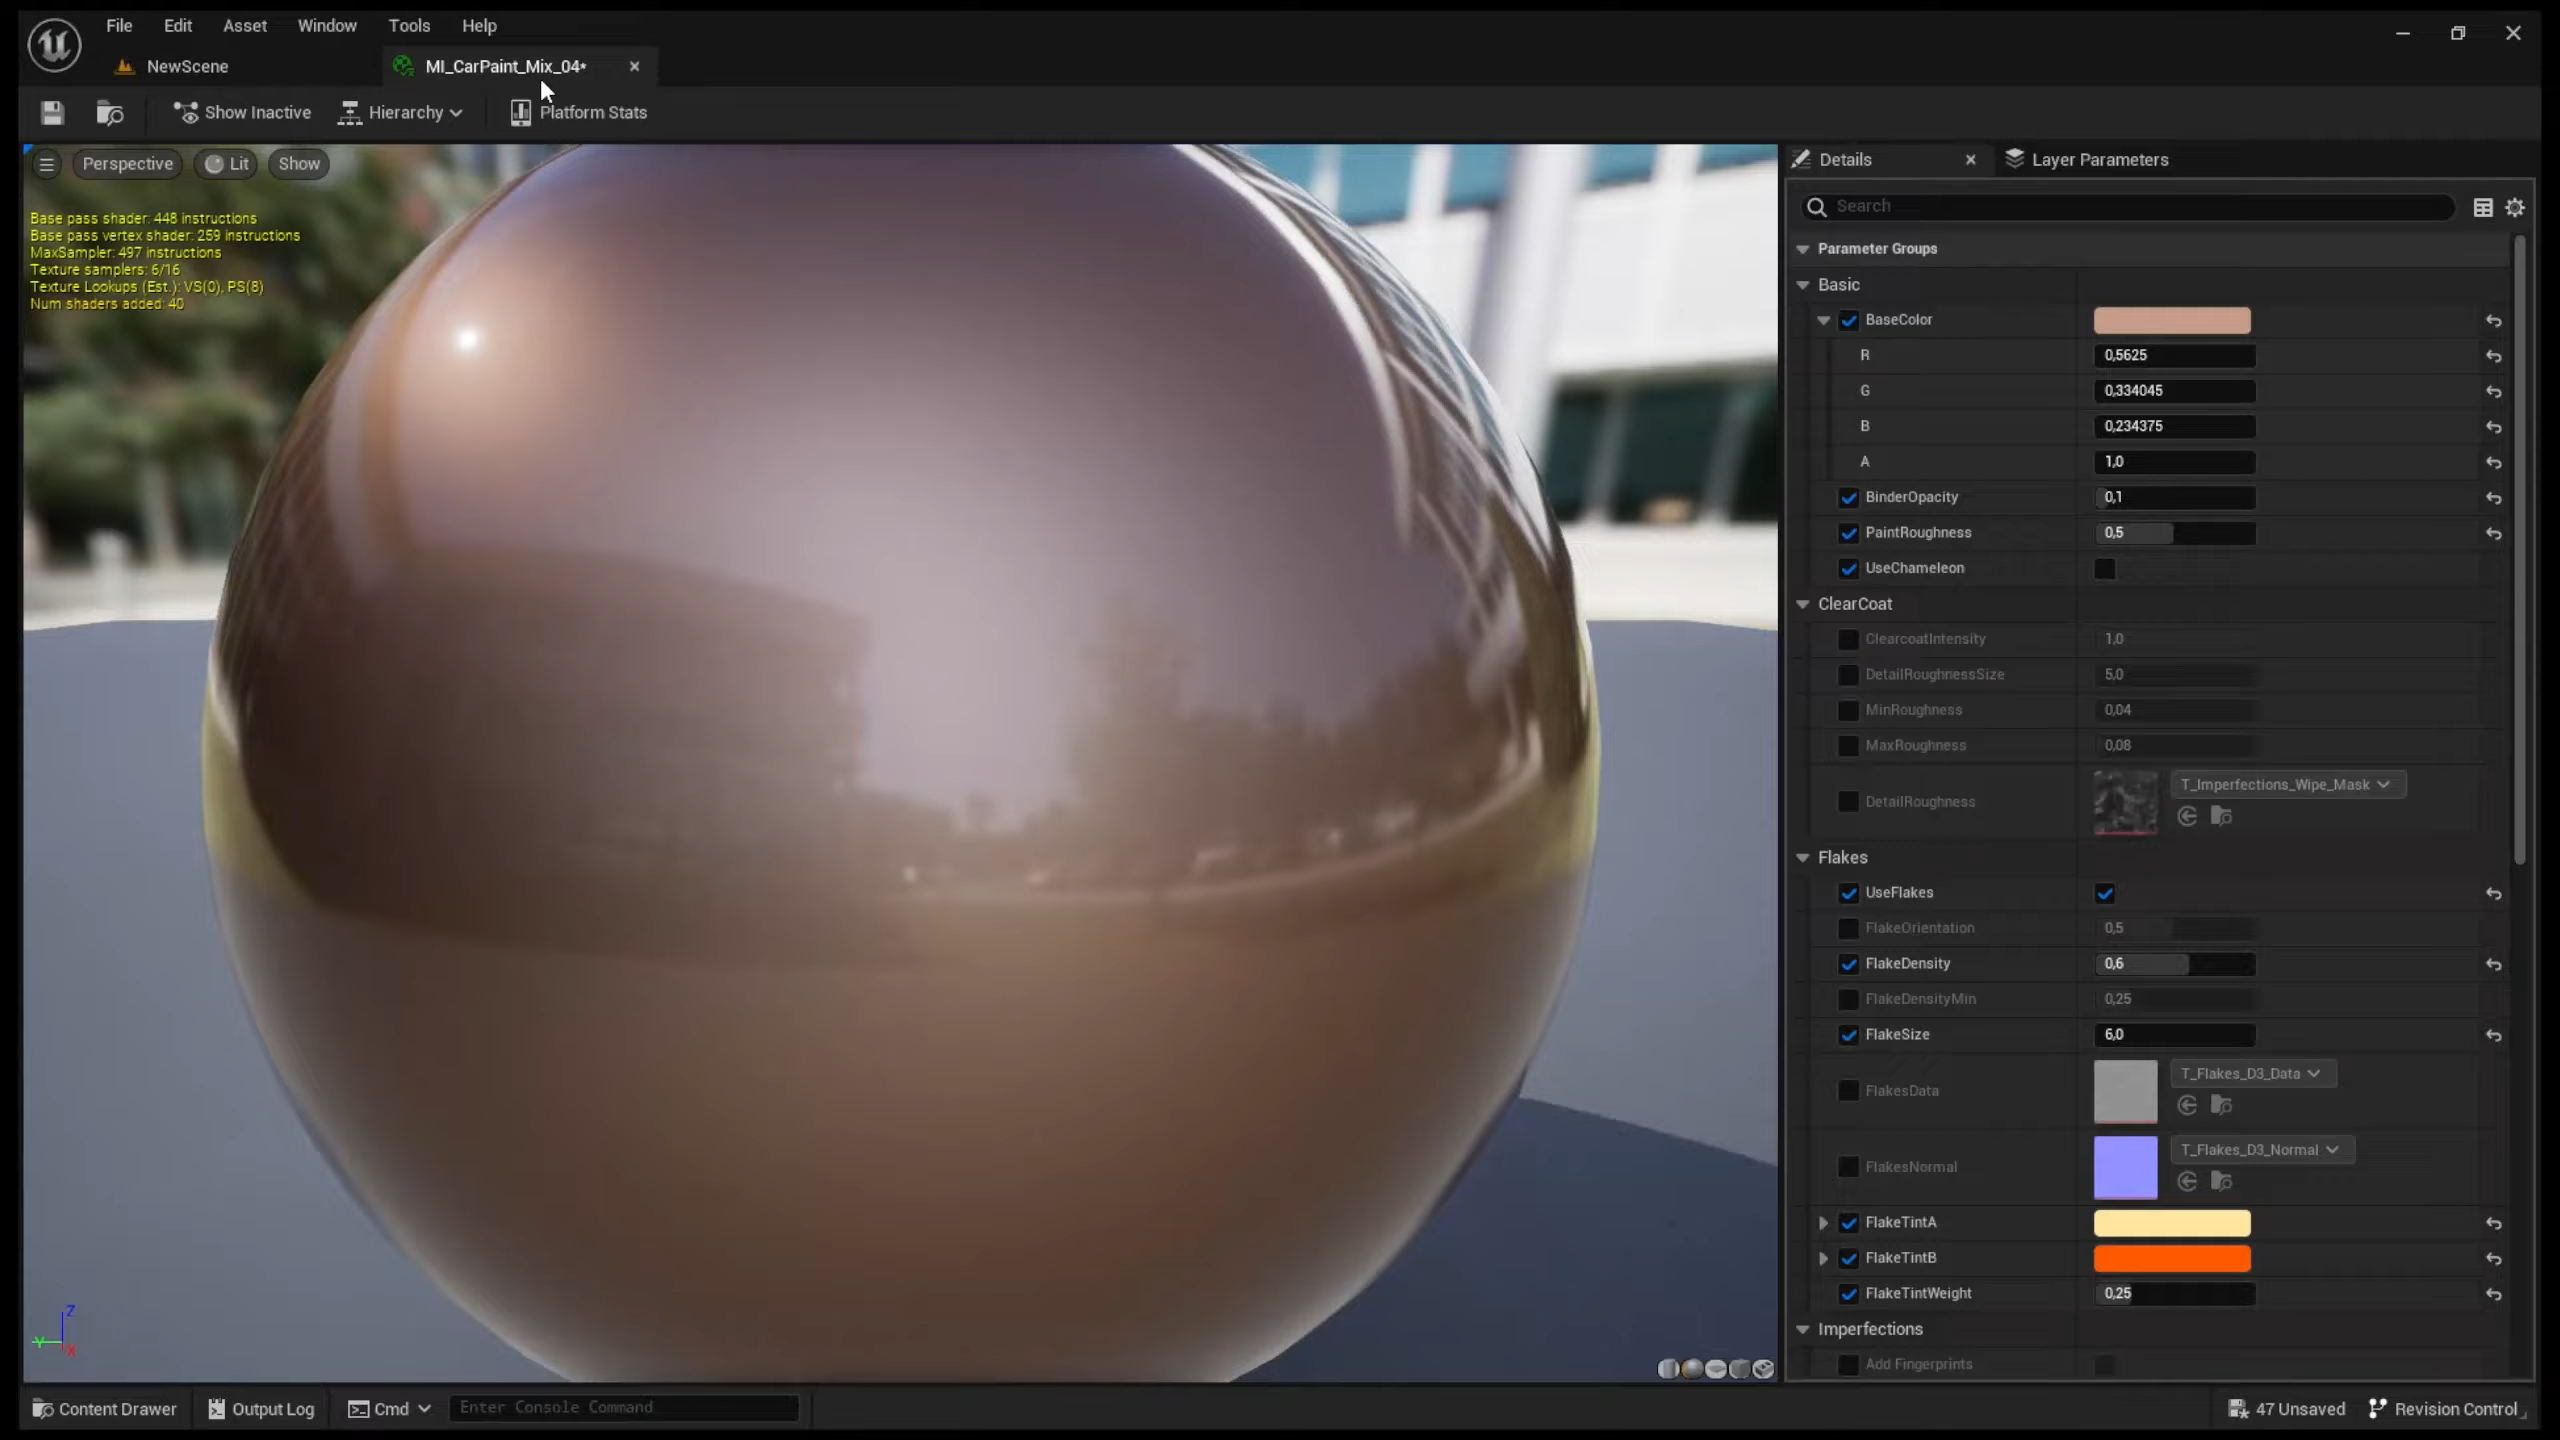 File Edit Asset Window Tools Help
NewScene MI_CarPaint_Mix_04*
Show Inactive Hierarchy Platform Stats
Perspective Lit Show
Base pass shader: 448 instructions
Base pass vertex shader: 259 instructions
MaxSampler: 497 instructions
Texture samplers: 6/16
Texture Lookups (Est.): VS(0), PS(8)
Num shaders added: 40
Z
Y
X
Details Layer Parameters
Search
Parameter Groups
Basic
BaseColor
R 0,5625
G 0,334045
B 0,234375
A 1,0
BinderOpacity 0,1
PaintRoughness 0,5
UseChameleon
ClearCoat
ClearcoatIntensity 1,0
DetailRoughnessSize 5,0
MinRoughness 0,04
MaxRoughness 0,08
DetailRoughness T_Imperfections_Wipe_Mask
Flakes
UseFlakes
FlakeOrientation 0,5
FlakeDensity 0,6
FlakeDensityMin 0,25
FlakeSize 6,0
FlakesData T_Flakes_D3_Data
FlakesNormal T_Flakes_D3_Normal
FlakeTintA
FlakeTintB
FlakeTintWeight 0,25
Imperfections
Add Fingerprints
Content Drawer Output Log Cmd Enter Console Command 47 Unsaved Revision Control